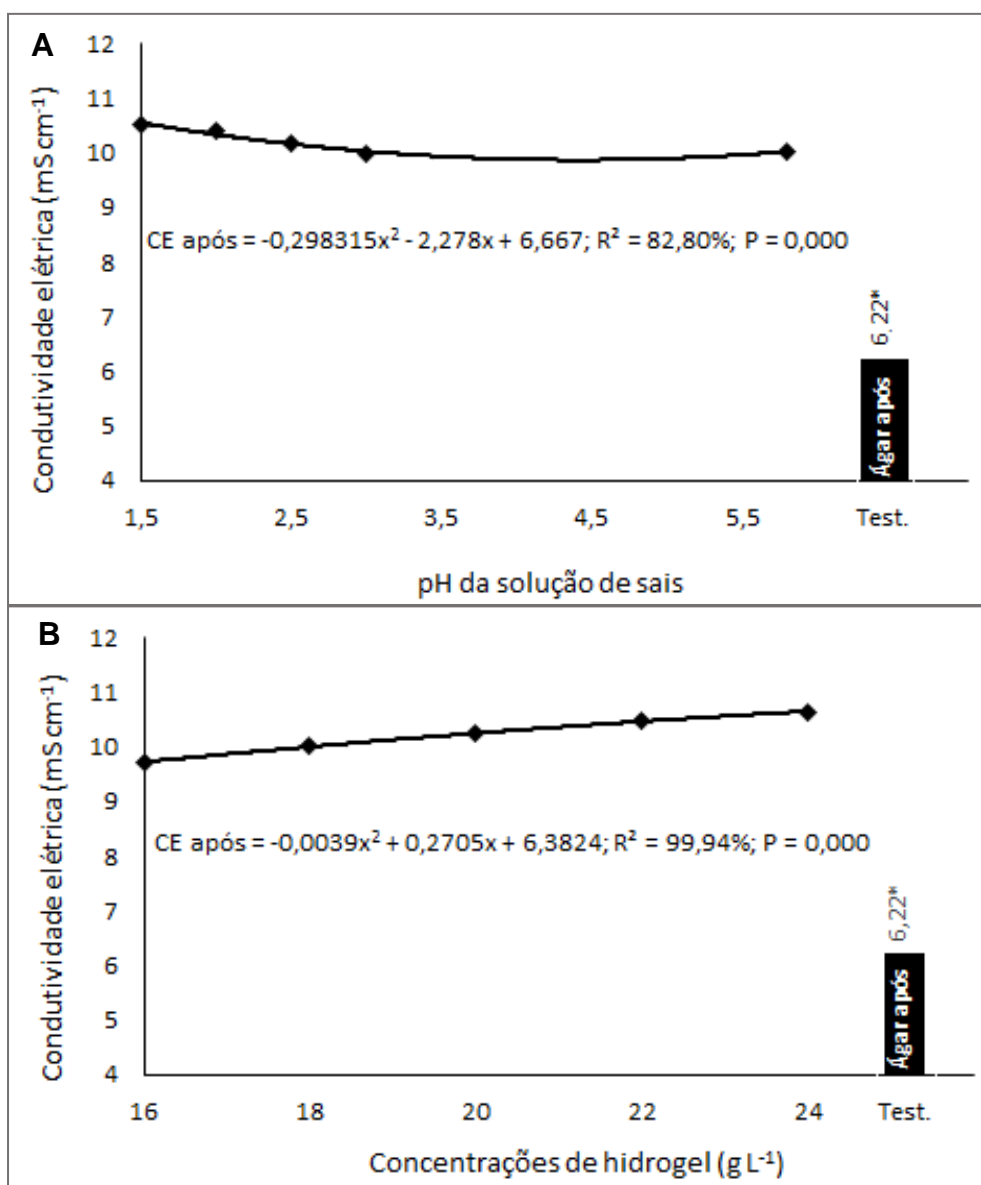 A
12
11
10
9
8
7
6
5
4
Condutividade elétrica (mS cm⁻¹)
CE após = -0,298315x² - 2,278x + 6,667; R² = 82,80%; P = 0,000
6,22*
Ágar após
1,5 2,5 3,5 4,5 5,5 Test.
pH da solução de sais
B
12
11
10
9
8
7
6
5
4
Condutividade elétrica (mS cm⁻¹)
CE após = -0,0039x² + 0,2705x + 6,3824; R² = 99,94%; P = 0,000
6,22*
Ágar após
16 18 20 22 24 Test.
Concentrações de hidrogel (g L⁻¹)